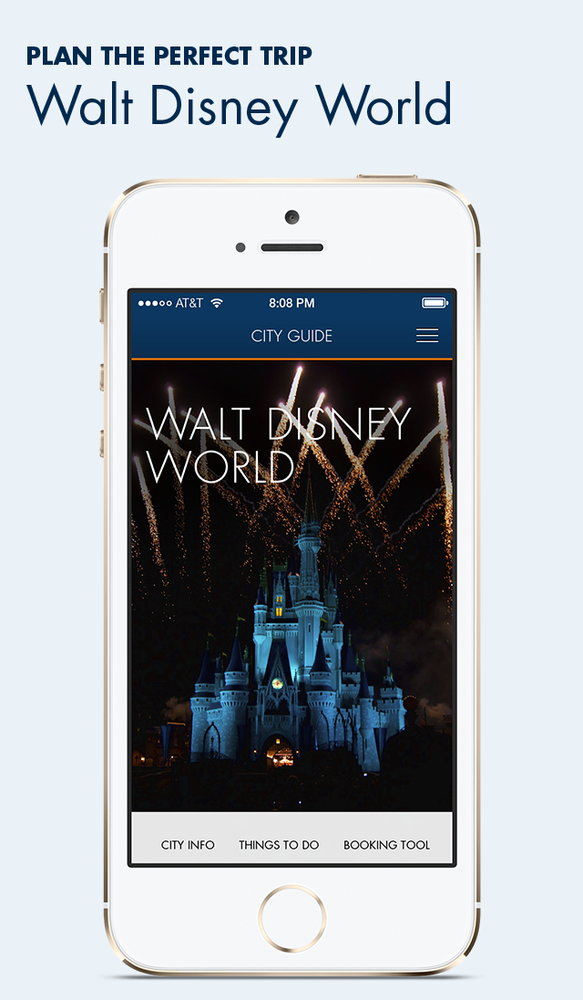 PLAN THE PERFECT TRIP
Walt Disney World
AT&T 8:08 PM
CITY GUIDE
WALT DISNEY
WORLD
CITY INFO THINGS TO DO BOOKING TOOL